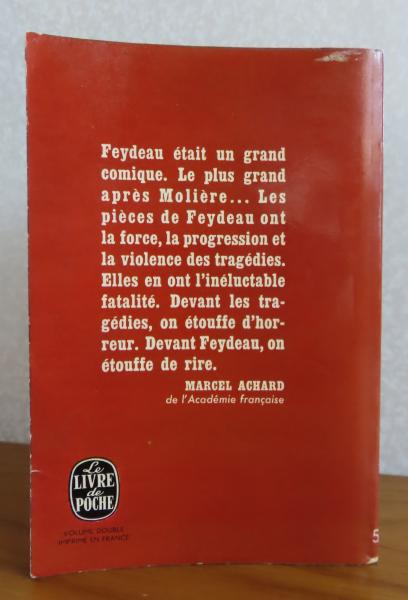 Feydeau était un grand
comique. Le plus grand
après Molière... Les
pièces de Feydeau ont
la force, la progression et
la violence des tragédies.
Elles en ont l'inéluctable
fatalité. Devant les tra-
gédies, on étouffe d'hor-
reur. Devant Feydeau, on
étouffe de rire.
MARCEL ACHARD
de l'Académie française
Le
LIVRE
de
POCHE
VOLUME DOUBLE
IMPRIMÉ EN FRANCE
5